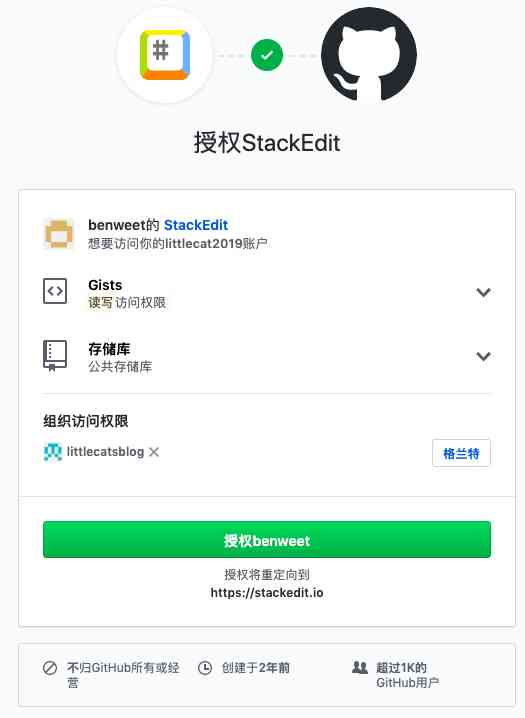 授权StackEdit
benweet的 StackEdit
想要访问你的littlecat2019账户
Gists
读写访问权限
存储库
公共存储库
组织访问权限
littlecatsblog
格兰特
授权benweet
授权将重定向到
https://stackedit.io
不归GitHub所有或经
营
创建于2年前
超过1K的
GitHub用户